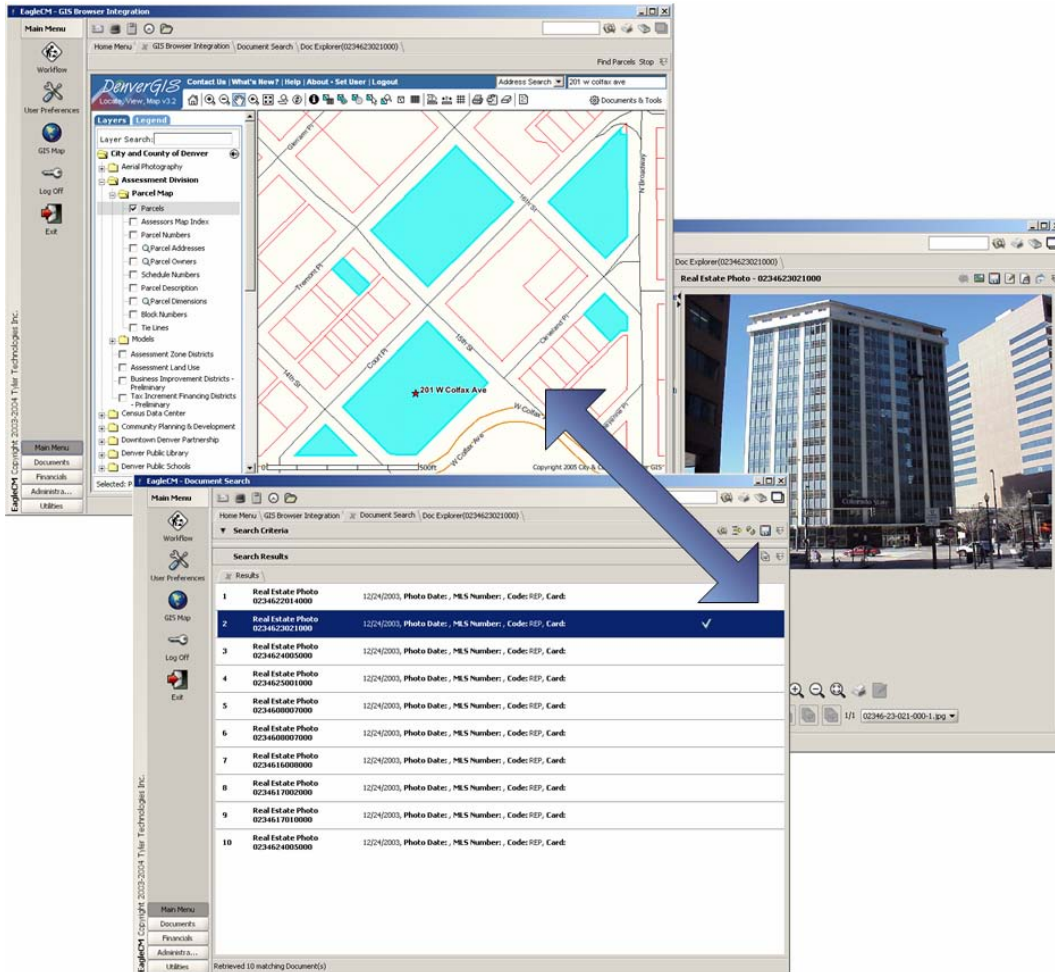 EagleCM - GIS Browser Integration
Main Menu
Home Menu GIS Browser Integration Document Search Doc Explorer(0234623021000)
Find Parcels Stop
Workflow
User Preferences
GIS Map
Log Off
Exit
DenverGIS
Locate, View, Map v3.2
Contact Us | What's New? | Help | About - Set User | Logout
Address Search 201 w colfax ave
Documents & Tools
Layers Legend
Layer Search:
City and County of Denver
Aerial Photography
Assessment Division
Parcel Map
Parcels
Assessors Map Index
Parcel Numbers
Parcel Addresses
Parcel Owners
Schedule Numbers
Parcel Description
Parcel Dimensions
Block Numbers
Tie Lines
Models
Assessment Zone Districts
Assessment Land Use
Business Improvement Districts -
Preliminary
Tax Increment Financing Districts
- Preliminary
Census Data Center
Community Planning & Development
Downtown Denver Partnership
Denver Public Library
Denver Public Schools
Glenarm Pl
16th St
N Broadway
Tremont Pl
Cleveland Pl
Court Pl
15th St
14th St
201 W Colfax Ave
W Colfax
W Colfax Ave
0
500ft
Copyright 2005 City &
Selected: P
Main Menu
Documents
Financials
Administra...
Utilities
EagleCM Copyright 2003-2004 Tyler Technologies Inc.
Doc Explorer(0234623021000)
Real Estate Photo - 0234623021000
Colorado State
1/1 02346-23-021-000-1.jpg
EagleCM - Document Search
Main Menu
Home Menu GIS Browser Integration Document Search Doc Explorer(0234623021000)
Search Criteria
Search Results
Results
Workflow
User Preferences
GIS Map
Log Off
Exit
1 Real Estate Photo 12/24/2003, Photo Date: , MLS Number: , Code: REP, Card:
0234622014000
2 Real Estate Photo 12/24/2003, Photo Date: , MLS Number: , Code: REP, Card:
0234623021000
3 Real Estate Photo 12/24/2003, Photo Date: , MLS Number: , Code: REP, Card:
0234624005000
4 Real Estate Photo 12/24/2003, Photo Date: , MLS Number: , Code: REP, Card:
0234625001000
5 Real Estate Photo 12/24/2003, Photo Date: , MLS Number: , Code: REP, Card:
0234608007000
6 Real Estate Photo 12/24/2003, Photo Date: , MLS Number: , Code: REP, Card:
0234608007000
7 Real Estate Photo 12/24/2003, Photo Date: , MLS Number: , Code: REP, Card:
0234616008000
8 Real Estate Photo 12/24/2003, Photo Date: , MLS Number: , Code: REP, Card:
0234617002000
9 Real Estate Photo 12/24/2003, Photo Date: , MLS Number: , Code: REP, Card:
0234617010000
10 Real Estate Photo 12/24/2003, Photo Date: , MLS Number: , Code: REP, Card:
0234624005000
Main Menu
Documents
Financials
Administra...
Utilities
EagleCM Copyright 2003-2004 Tyler Technologies Inc.
Retrieved 10 matching Document(s)